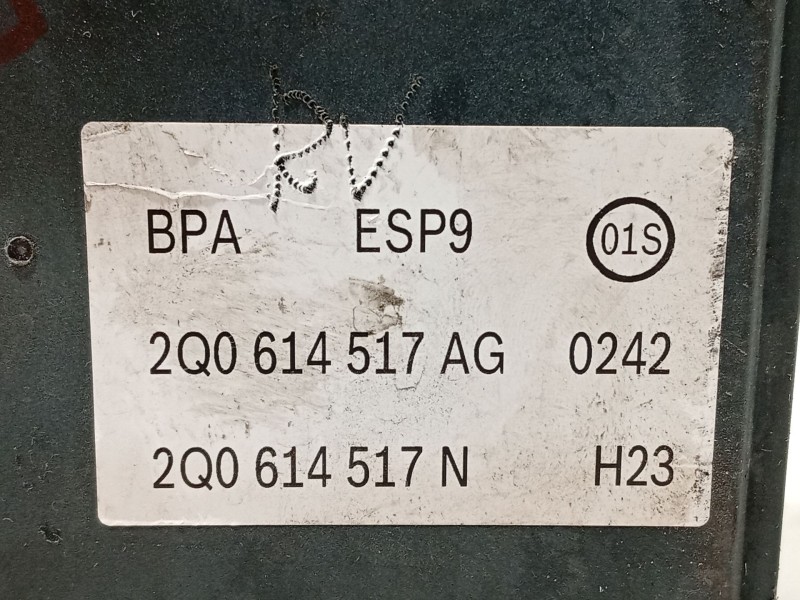 RV
BPA ESP9 01S
2Q0 614 517 AG 0242
2Q0 614 517 N H23